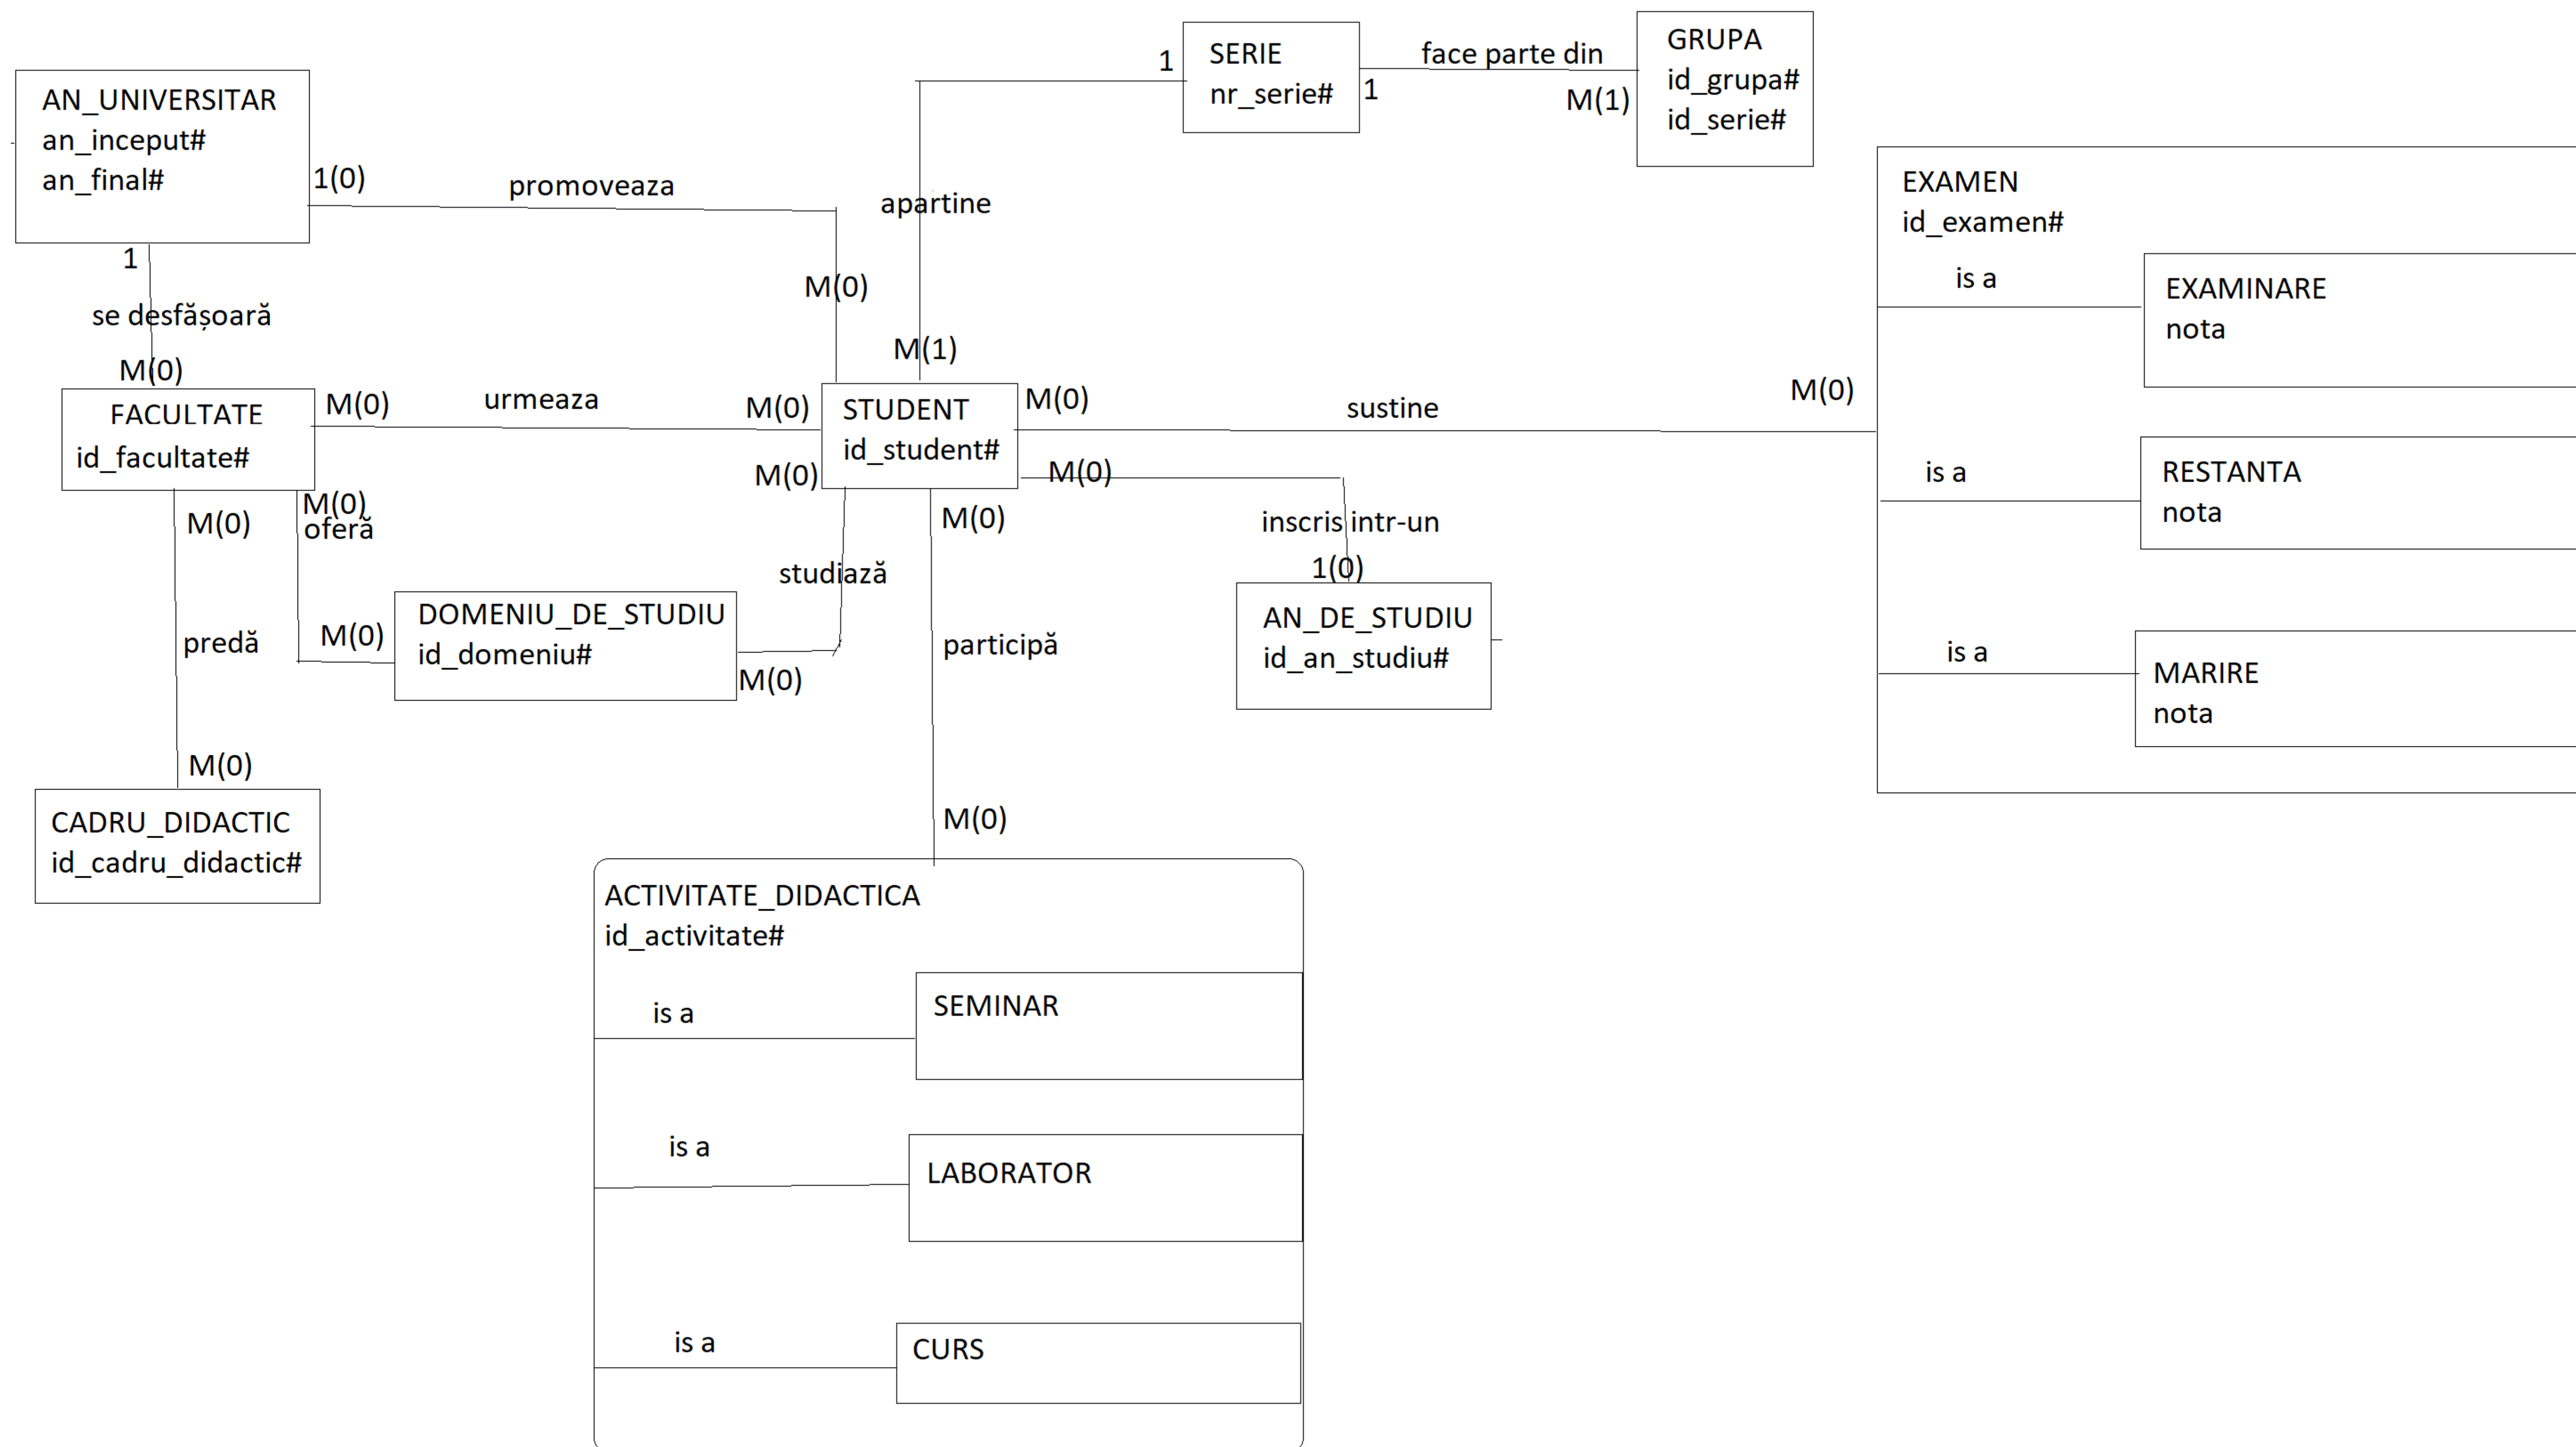 AN_UNIVERSITAR
an_inceput#
an_final#
1(0)
promoveaza
M(0)
1
se desfășoară
M(0)
apartine
1
M(1)
SERIE
nr_serie#
1
face parte din
M(1)
GRUPA
id_grupa#
id_serie#
FACULTATE
id_facultate#
M(0)
urmeaza
M(0)
STUDENT
id_student#
M(0)
sustine
M(0)
EXAMEN
id_examen#
is a
EXAMINARE
nota
is a
RESTANTA
nota
is a
MARIRE
nota
M(0)
predă
M(0)
CADRU_DIDACTIC
id_cadru_didactic#
M(0)
oferă
M(0)
DOMENIU_DE_STUDIU
id_domeniu#
M(0)
studiază
M(0)
M(0)
participă
M(0)
M(0)
inscris intr-un
1(0)
AN_DE_STUDIU
id_an_studiu#
ACTIVITATE_DIDACTICA
id_activitate#
is a
SEMINAR
is a
LABORATOR
is a
CURS